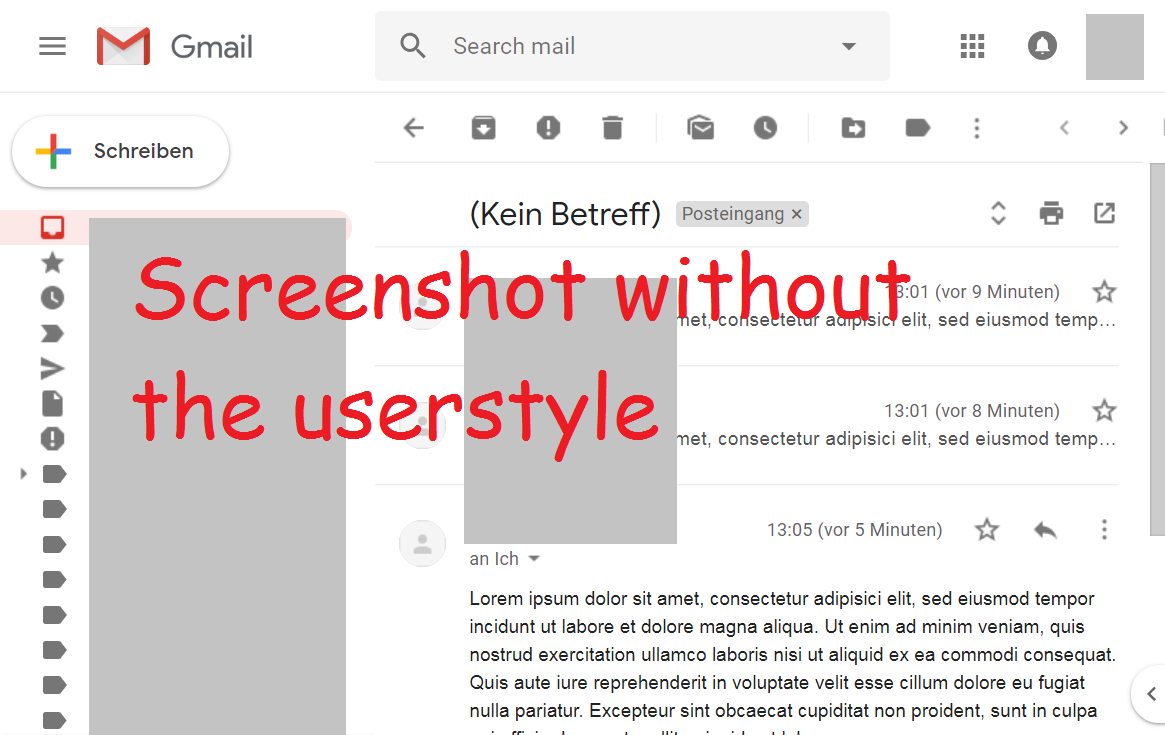 Gmail
Search mail
Schreiben
(Kein Betreff)
Posteingang ×
Screenshot without
the userstyle
13:01 (vor 9 Minuten)
met, consectetur adipisici elit, sed eiusmod temp...
13:01 (vor 8 Minuten)
met, consectetur adipisici elit, sed eiusmod temp...
13:05 (vor 5 Minuten)
an Ich
Lorem ipsum dolor sit amet, consectetur adipisici elit, sed eiusmod tempor
incidunt ut labore et dolore magna aliqua. Ut enim ad minim veniam, quis
nostrud exercitation ullamco laboris nisi ut aliquid ex ea commodi consequat.
Quis aute iure reprehenderit in voluptate velit esse cillum dolore eu fugiat
nulla pariatur. Excepteur sint obcaecat cupiditat non proident, sunt in culpa